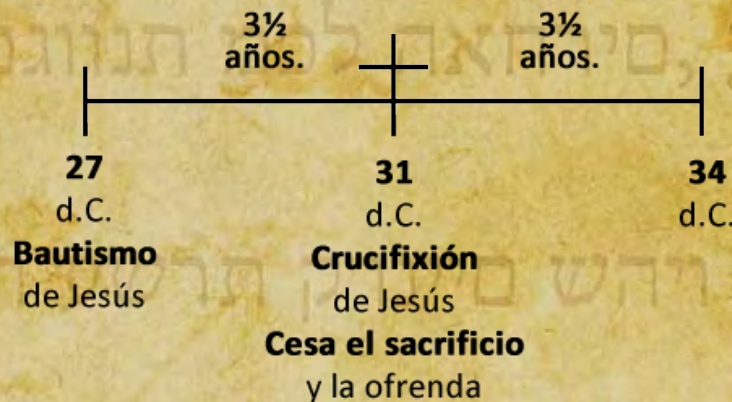 3½
años.
3½
años.
27
d.C.
Bautismo
de Jesús
31
d.C.
Crucifixión
de Jesús
Cesa el sacrificio
y la ofrenda
34
d.C.